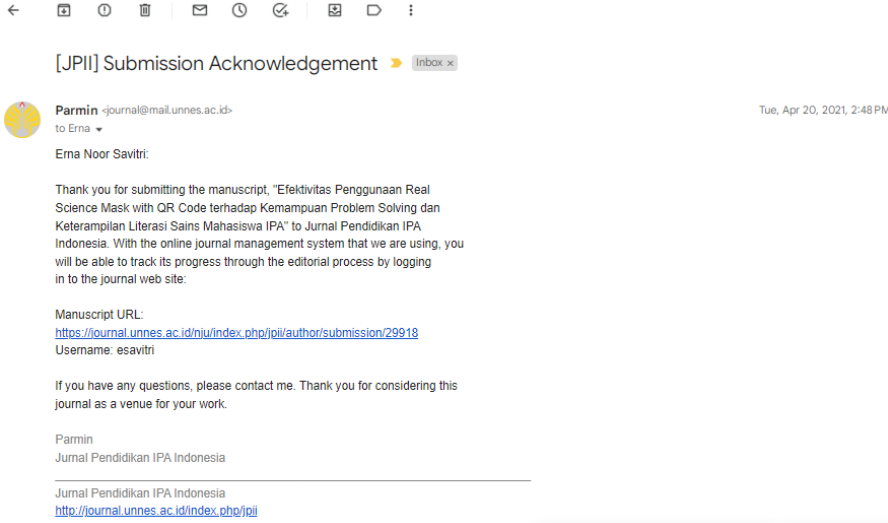 [JPII] Submission Acknowledgement Inbox ×
Parmin <journal@mail.unnes.ac.id> Tue, Apr 20, 2021, 2:48 PM
to Erna
Erna Noor Savitri:
Thank you for submitting the manuscript, "Efektivitas Penggunaan Real
Science Mask with QR Code terhadap Kemampuan Problem Solving dan
Keterampilan Literasi Sains Mahasiswa IPA" to Jurnal Pendidikan IPA
Indonesia. With the online journal management system that we are using, you
will be able to track its progress through the editorial process by logging
in to the journal web site:
Manuscript URL:
https://journal.unnes.ac.id/nju/index.php/jpii/author/submission/29918
Username: esavitri
If you have any questions, please contact me. Thank you for considering this
journal as a venue for your work.
Parmin
Jurnal Pendidikan IPA Indonesia
Jurnal Pendidikan IPA Indonesia
http://journal.unnes.ac.id/index.php/jpii